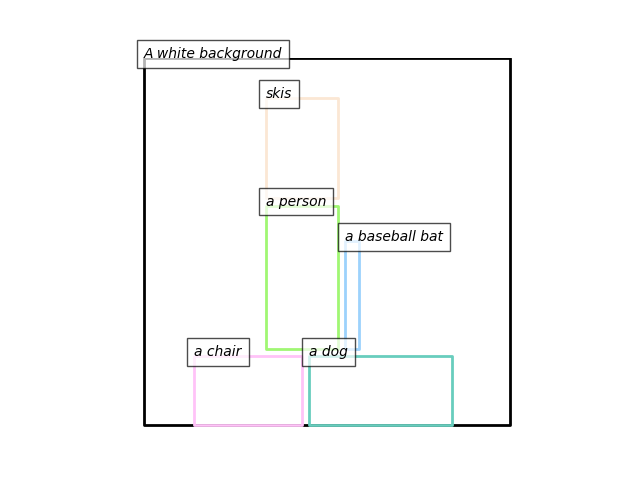 A white background
skis
a person
a baseball bat
a chair
a dog